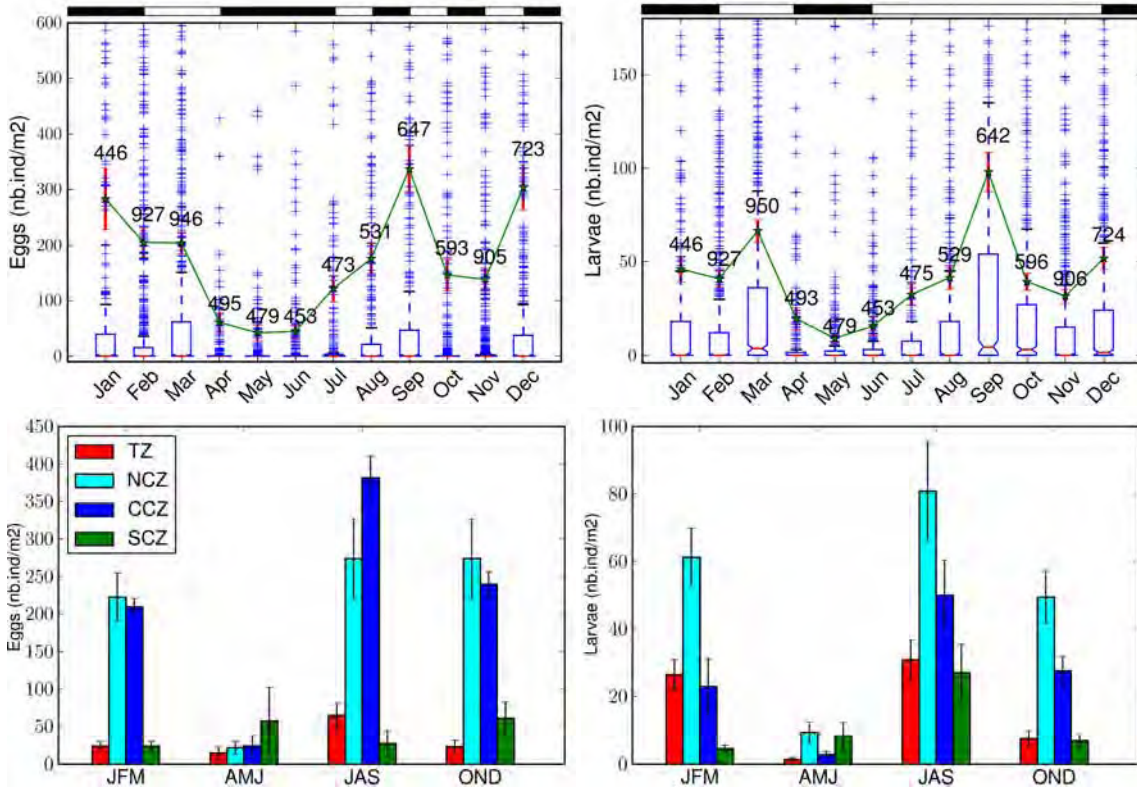 600
500
400
300
200
100
0
Eggs (nb.ind/m2)
446
927
946
495
479
453
473
531
647
593
905
723
Jan
Feb
Mar
Apr
May
Jun
Jul
Aug
Sep
Oct
Nov
Dec
150
100
50
0
Larvae (nb.ind/m2)
446
927
950
493
479
453
475
529
642
596
906
724
Jan
Feb
Mar
Apr
May
Jun
Jul
Aug
Sep
Oct
Nov
Dec
450
400
350
300
250
200
150
100
50
0
Eggs (nb.ind/m2)
TZ
NCZ
CCZ
SCZ
JFM
AMJ
JAS
OND
100
80
60
40
20
0
Larvae (nb.ind/m2)
JFM
AMJ
JAS
OND